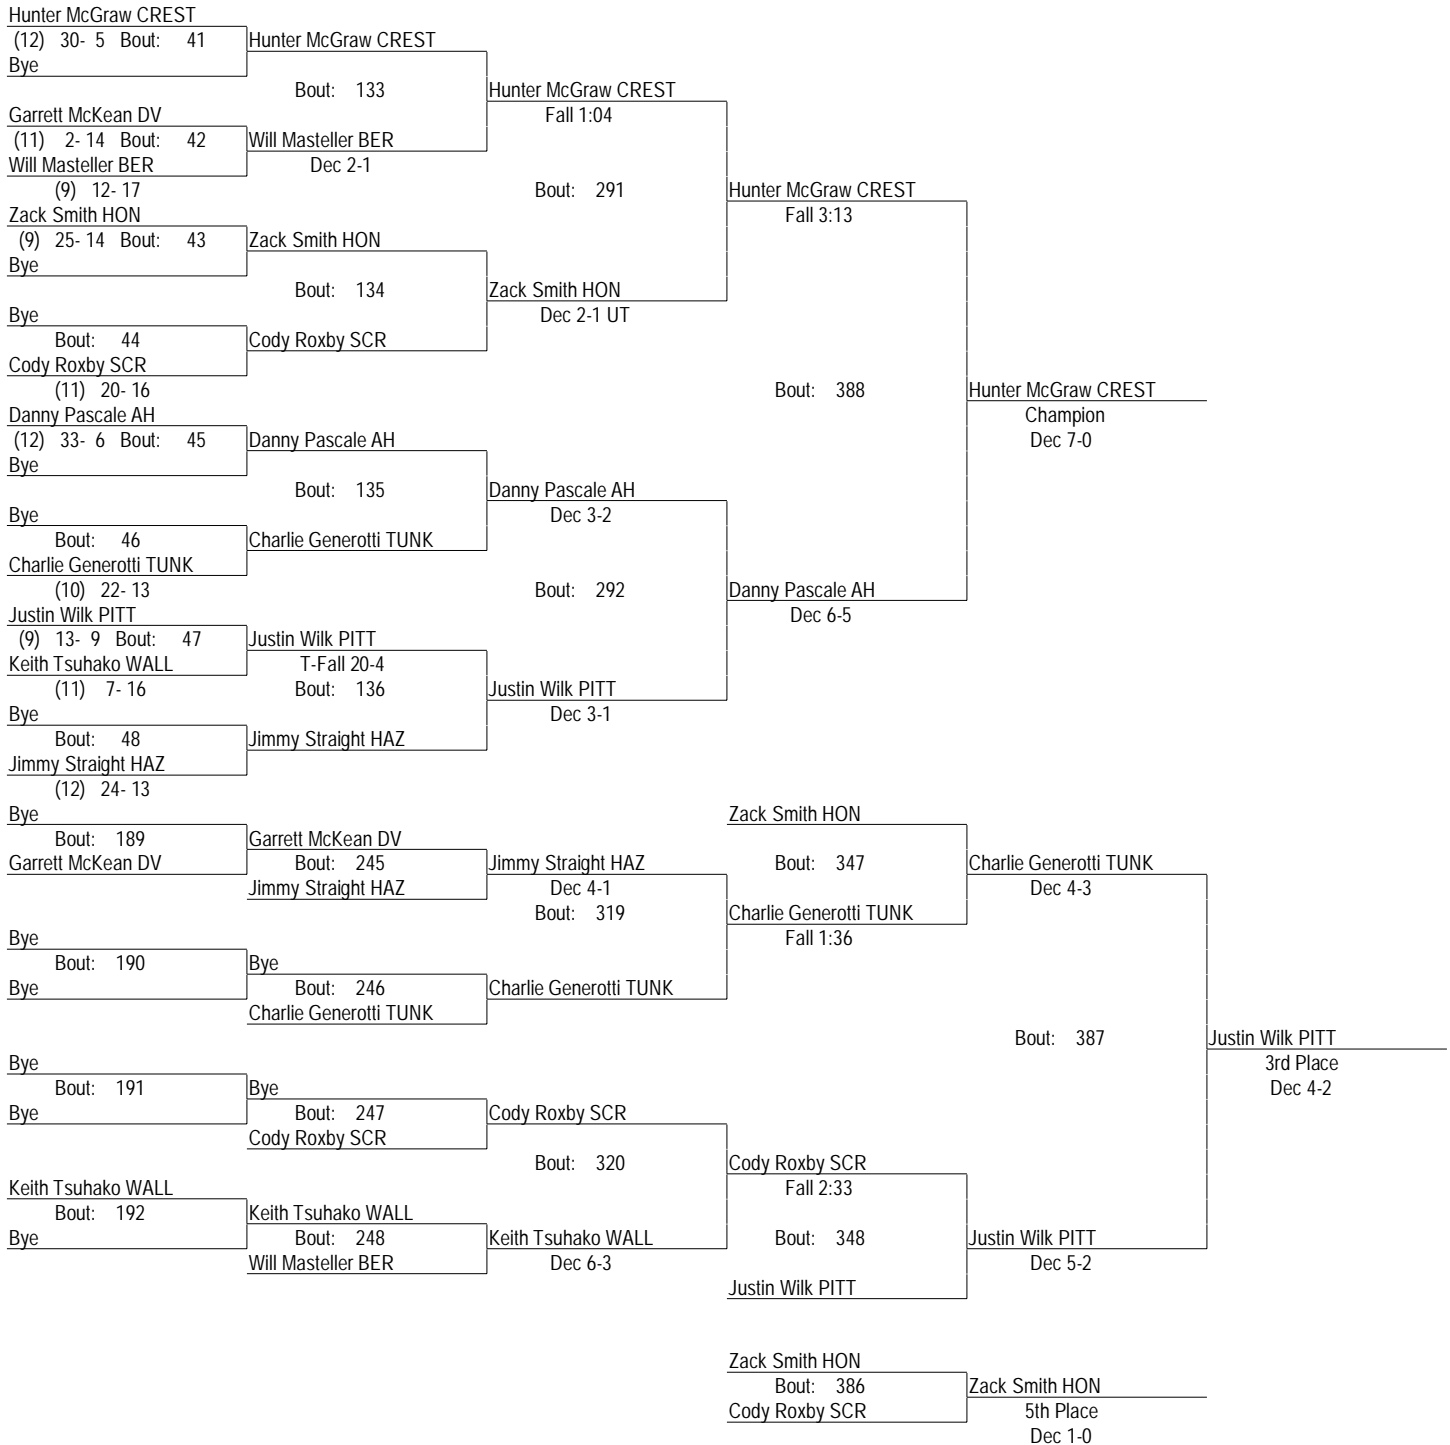 Hunter McGraw CREST
(12) 30- 5 Bout: 41 Hunter McGraw CREST
Bye
Bout: 133 Hunter McGraw CREST
Garrett McKean DV Fall 1:04
(11) 2- 14 Bout: 42 Will Masteller BER
Will Masteller BER Dec 2-1
(9) 12- 17 Bout: 291 Hunter McGraw CREST
Zack Smith HON Fall 3:13
(9) 25- 14 Bout: 43 Zack Smith HON
Bye
Bout: 134 Zack Smith HON
Bye Dec 2-1 UT
Bout: 44 Cody Roxby SCR
Cody Roxby SCR
(11) 20- 16 Bout: 388 Hunter McGraw CREST
Danny Pascale AH Champion
(12) 33- 6 Bout: 45 Danny Pascale AH Dec 7-0
Bye
Bout: 135 Danny Pascale AH
Bye Dec 3-2
Bout: 46 Charlie Generotti TUNK
Charlie Generotti TUNK
(10) 22- 13 Bout: 292 Danny Pascale AH
Justin Wilk PITT Dec 6-5
(9) 13- 9 Bout: 47 Justin Wilk PITT
Keith Tsuhako WALL T-Fall 20-4
(11) 7- 16 Bout: 136 Justin Wilk PITT
Bye Dec 3-1
Bout: 48 Jimmy Straight HAZ
Jimmy Straight HAZ
(12) 24- 13
Bye Zack Smith HON
Bout: 189 Garrett McKean DV
Garrett McKean DV Bout: 245 Jimmy Straight HAZ Bout: 347 Charlie Generotti TUNK
Jimmy Straight HAZ Dec 4-1 Dec 4-3
Bout: 319 Charlie Generotti TUNK
Bye Fall 1:36
Bout: 190 Bye
Bye Bout: 246 Charlie Generotti TUNK
Charlie Generotti TUNK
Bout: 387 Justin Wilk PITT
Bye 3rd Place
Bout: 191 Bye Dec 4-2
Bye Bout: 247 Cody Roxby SCR
Cody Roxby SCR
Bout: 320 Cody Roxby SCR
Keith Tsuhako WALL Fall 2:33
Bout: 192 Keith Tsuhako WALL
Bye Bout: 248 Keith Tsuhako WALL Bout: 348 Justin Wilk PITT
Will Masteller BER Dec 6-3 Dec 5-2
Justin Wilk PITT
Zack Smith HON
Bout: 386 Zack Smith HON
Cody Roxby SCR 5th Place
Dec 1-0